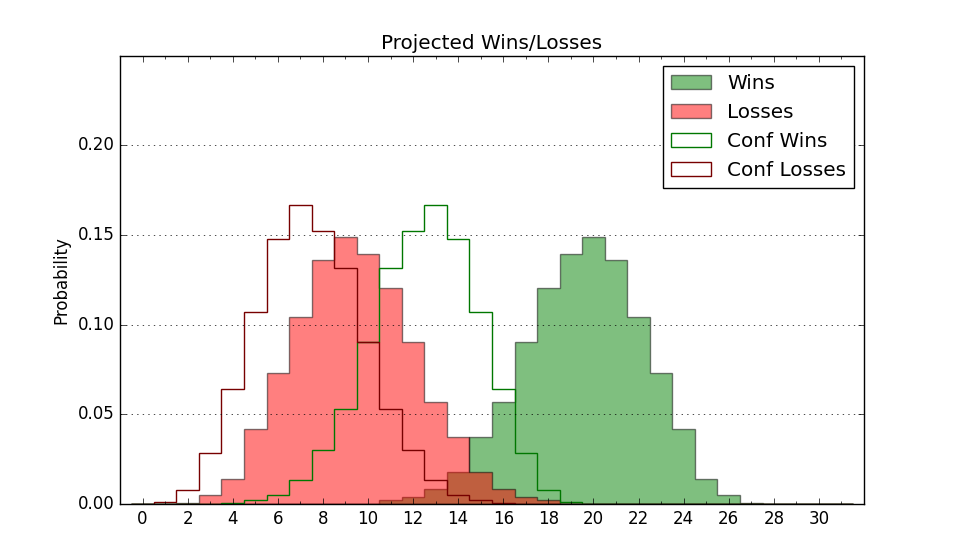 Projected Wins/Losses
Wins
Losses
Conf Wins
Conf Losses
Probability
0.20
0.15
0.10
0.05
0.00
0 2 4 6 8 10 12 14 16 18 20 22 24 26 28 30